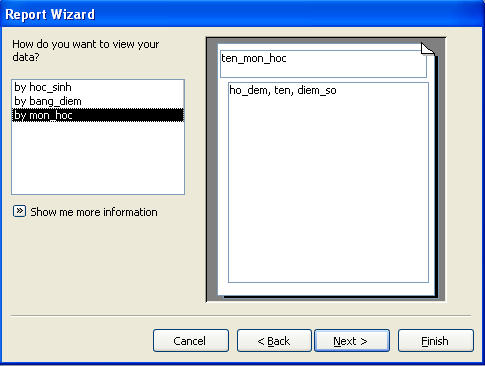 Report Wizard
How do you want to view your
data?
by hoc_sinh
by bang_diem
by mon_hoc
Show me more information
ten_mon_hoc
ho_dem, ten, diem_so
Cancel
< Back
Next >
Finish